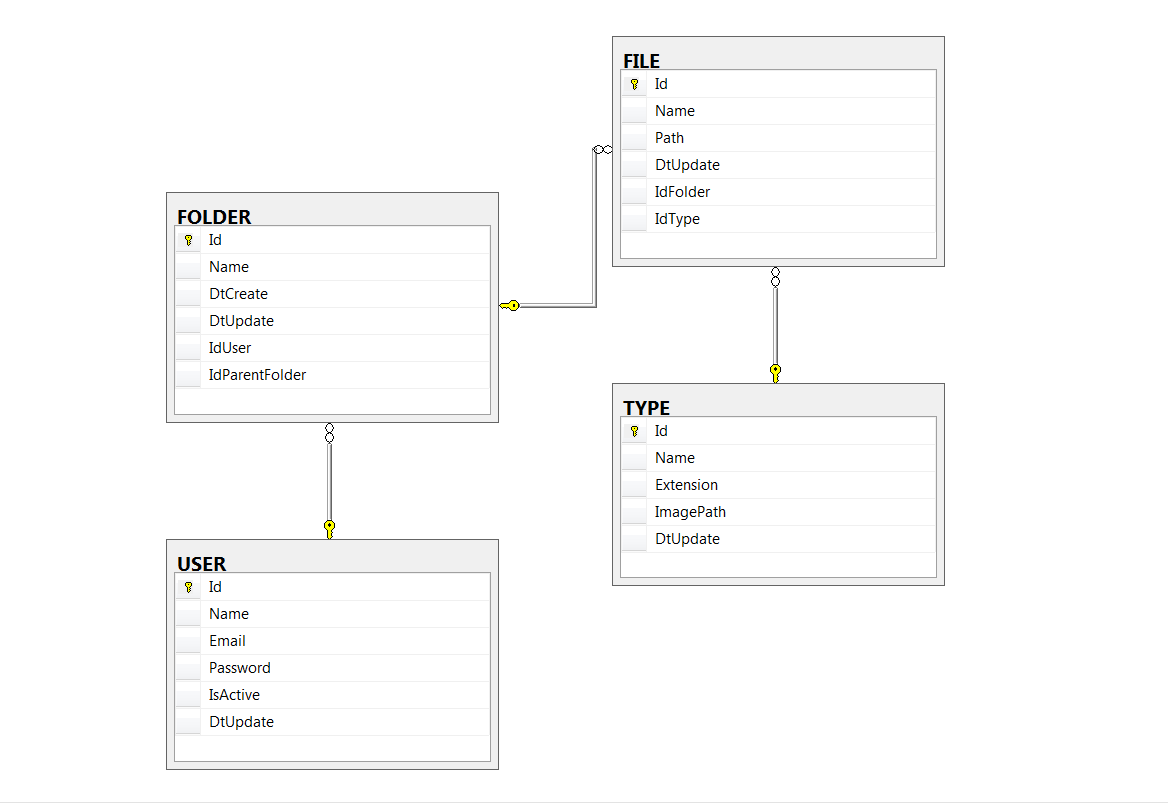 FILE
Id
Name
Path
DtUpdate
IdFolder
IdType
FOLDER
Id
Name
DtCreate
DtUpdate
IdUser
IdParentFolder
TYPE
Id
Name
Extension
ImagePath
DtUpdate
USER
Id
Name
Email
Password
IsActive
DtUpdate